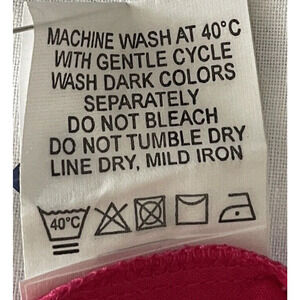 MACHINE WASH AT 40°C
WITH GENTLE CYCLE
WASH DARK COLORS
SEPARATELY
DO NOT BLEACH
DO NOT TUMBLE DRY
LINE DRY, MILD IRON
40°C